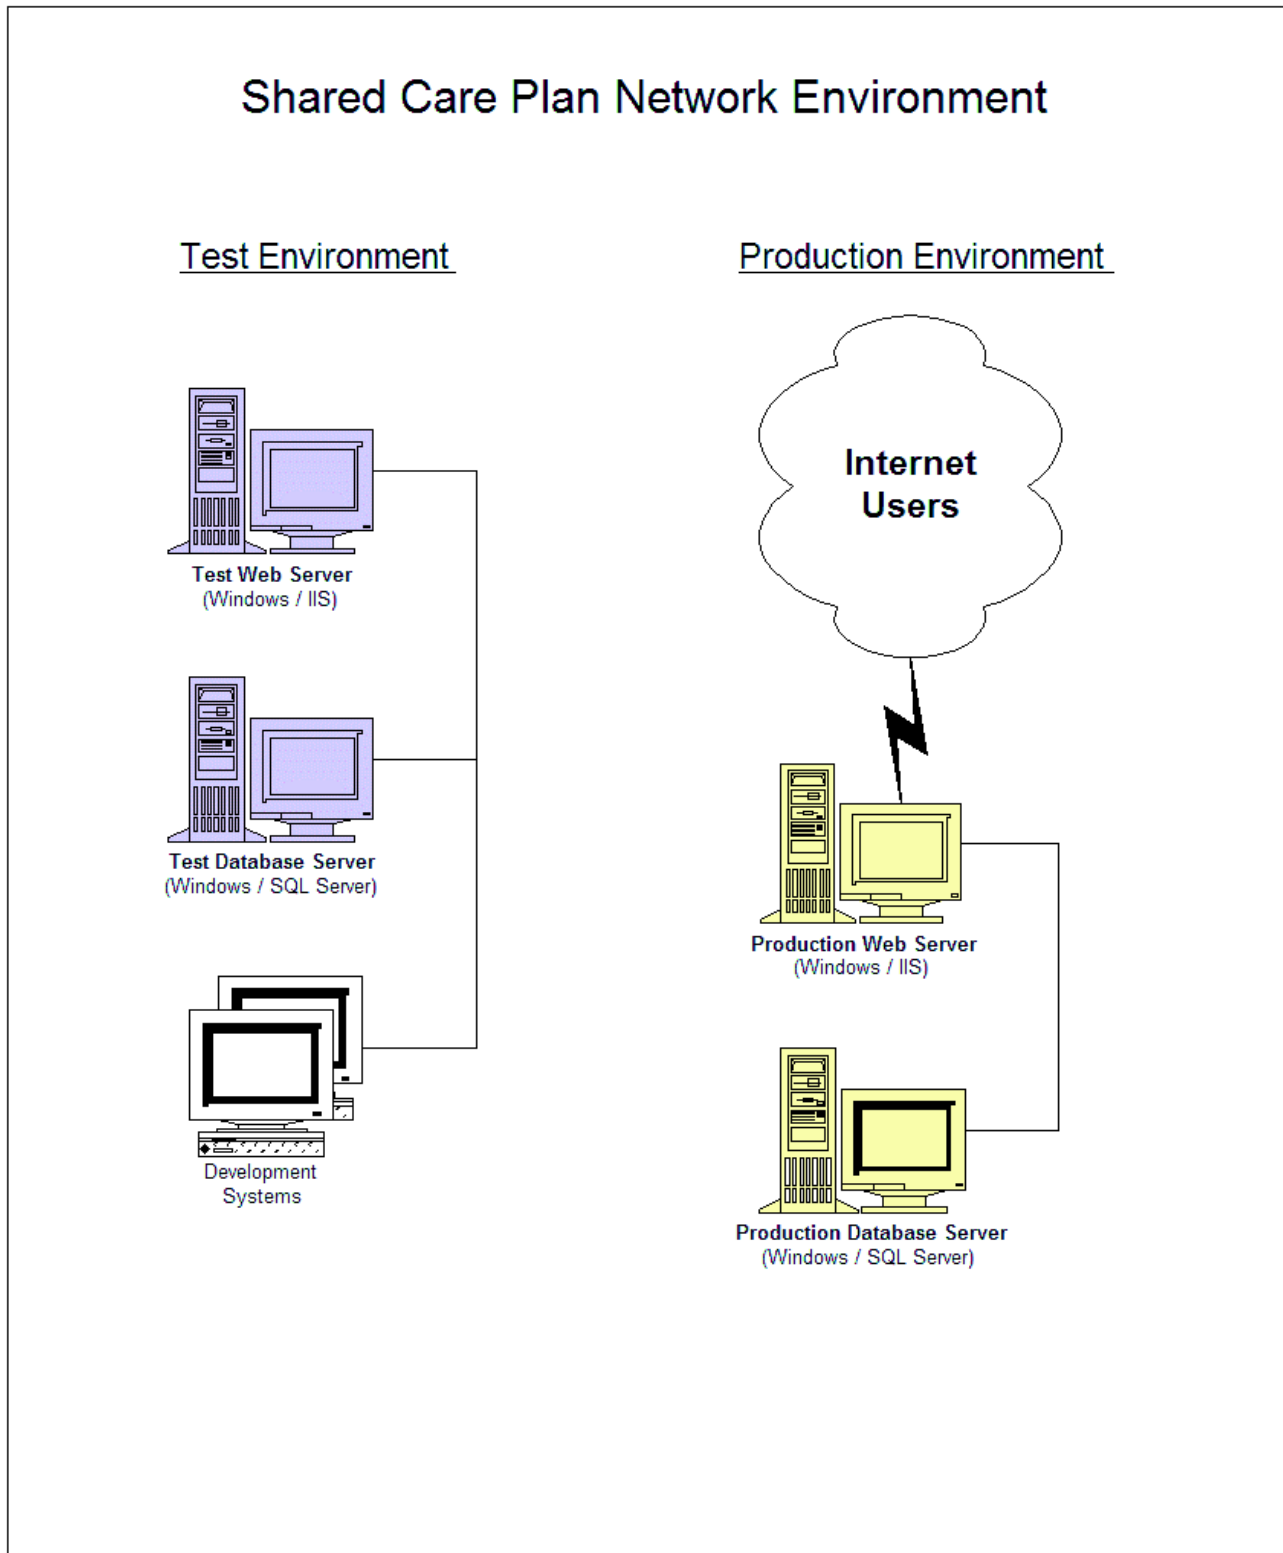 Shared Care Plan Network Environment
Test Environment
Test Web Server
(Windows / IIS)
Test Database Server
(Windows / SQL Server)
Development
Systems
Production Environment
Internet
Users
Production Web Server
(Windows / IIS)
Production Database Server
(Windows / SQL Server)